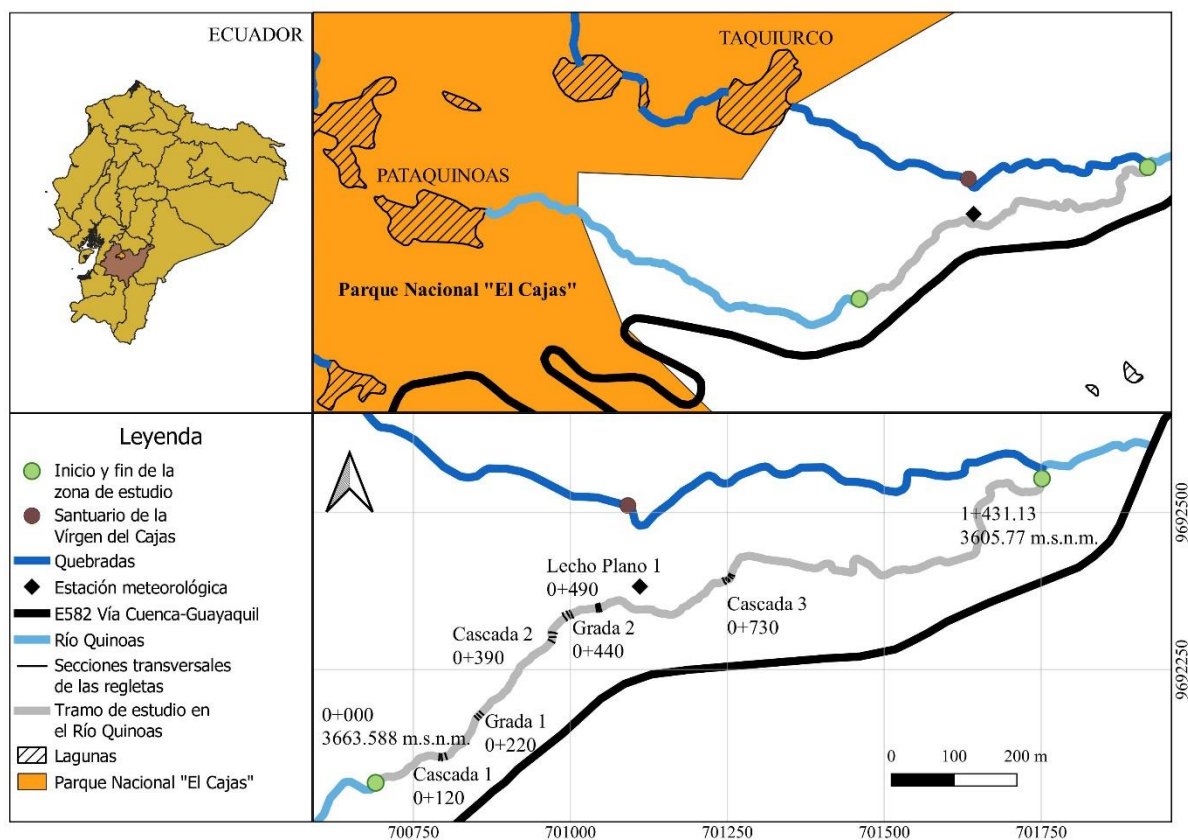 ECUADOR
TAQUIURCO
PATAQUINOAS
Parque Nacional "El Cajas"
Leyenda
Inicio y fin de la
zona de estudio
Santuario de la
Vírgen del Cajas
Quebradas
Estación meteorológica
E582 Vía Cuenca-Guayaquil
Río Quinoas
Secciones transversales
de las regletas
Tramo de estudio en
el Río Quinoas
Lagunas
Parque Nacional "El Cajas"
1+431.13
3605.77 m.s.n.m.
Lecho Plano 1
0+490
Cascada 3
0+730
Cascada 2
0+390
Grada 2
0+440
0+000
3663.588 m.s.n.m.
Grada 1
0+220
Cascada 1
0+120
0 100 200 m
9692500
9692250
700750 701000 701250 701500 701750